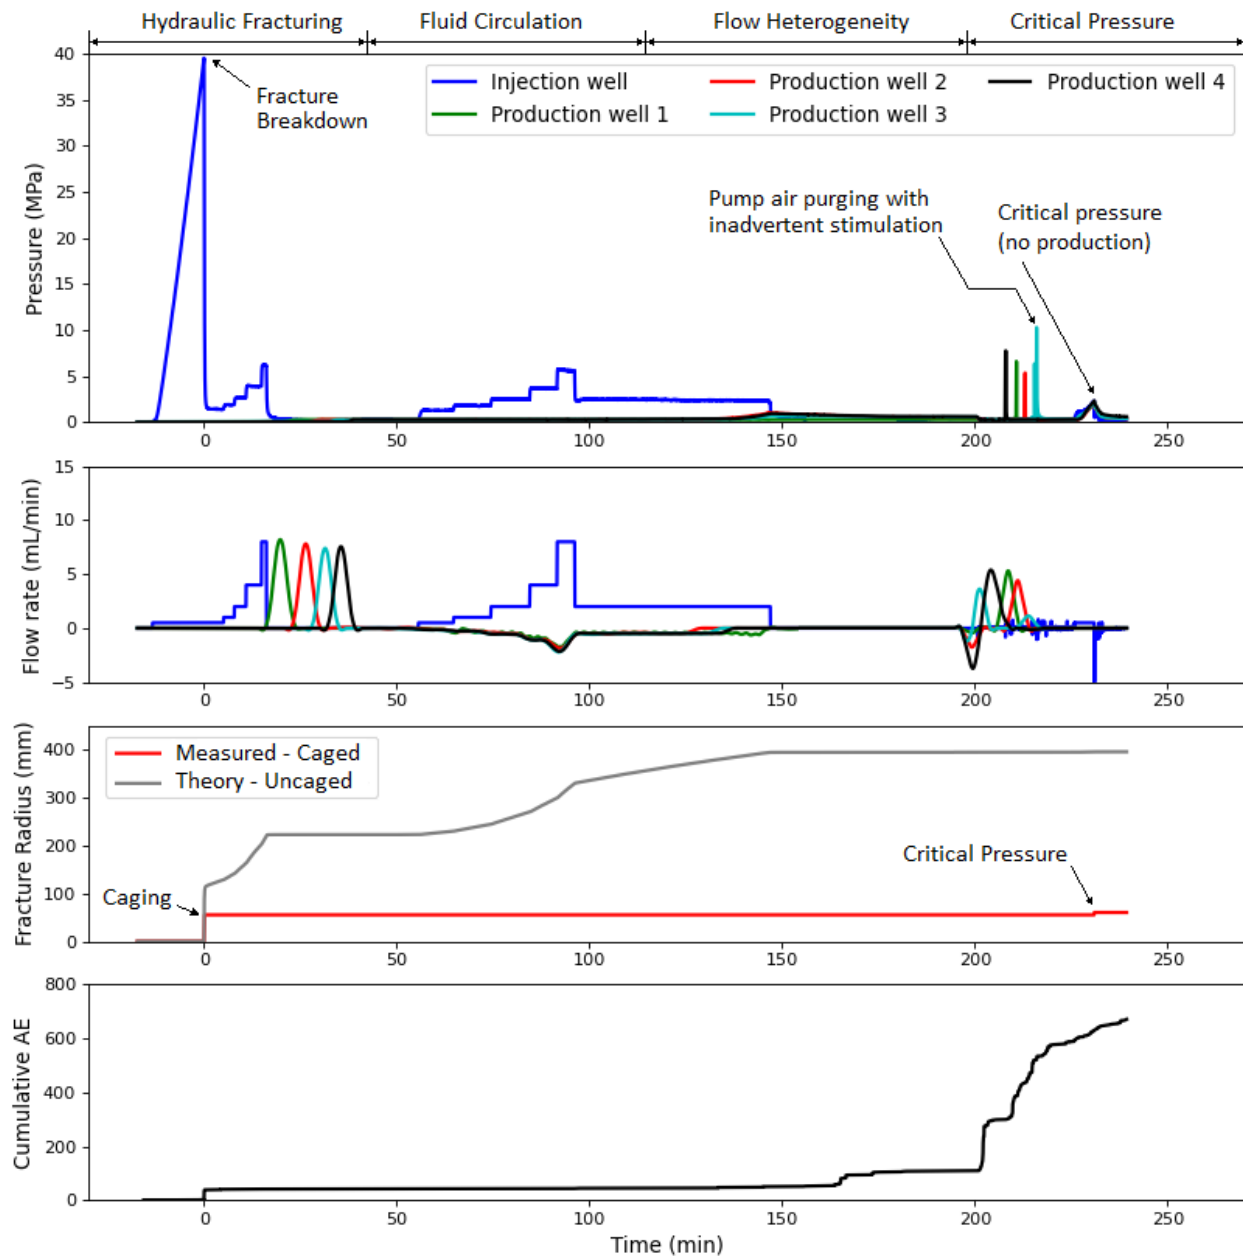 Hydraulic Fracturing Fluid Circulation Flow Heterogeneity Critical Pressure
40
35
30
25
20
15
10
5
0
Pressure (MPa)
Fracture
Breakdown
Injection well
Production well 1
Production well 2
Production well 3
Production well 4
Pump air purging with
inadvertent stimulation
Critical pressure
(no production)
0 50 100 150 200 250
15
10
5
0
−5
Flow rate (mL/min)
0 50 100 150 200 250
400
300
200
100
0
Fracture Radius (mm)
Measured - Caged
Theory - Uncaged
Caging
Critical Pressure
0 50 100 150 200 250
800
600
400
200
0
Cumulative AE
0 50 100 150 200 250
Time (min)